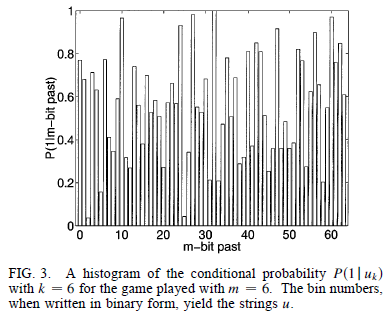 1
0.8
0.6
0.4
0.2
0
P(1|m-bit past)
0 10 20 30 40 50 60
m-bit past
FIG. 3. A histogram of the conditional probability P(1 | uₖ)
with k = 6 for the game played with m = 6. The bin numbers,
when written in binary form, yield the strings u.